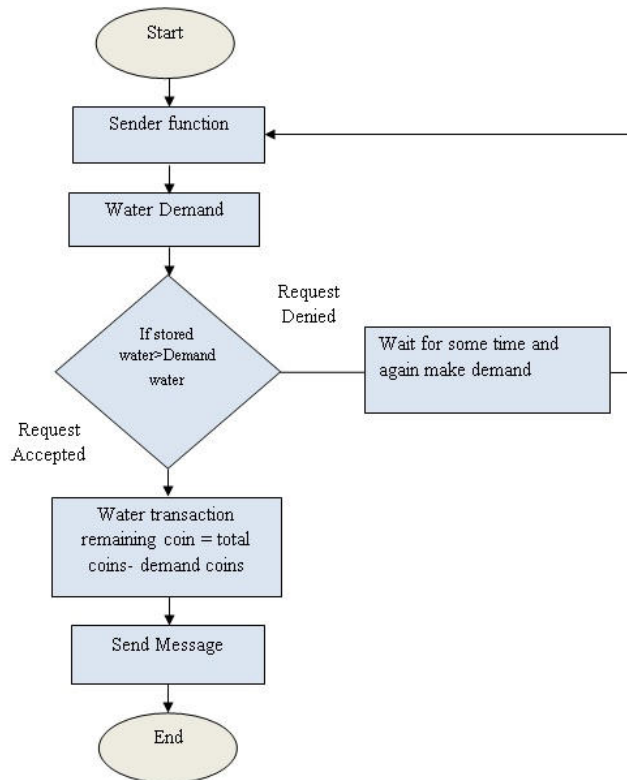 Start
Sender function
Water Demand
If stored
water>Demand
water
Request
Denied
Wait for some time and
again make demand
Request
Accepted
Water transaction
remaining coin = total
coins- demand coins
Send Message
End